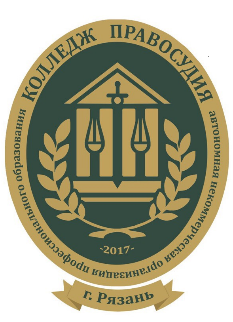 КОЛЛЕДЖ ПРАВОСУДИЯ
автономная некоммерческая организация профессионального образования
-2017-
г. Рязань